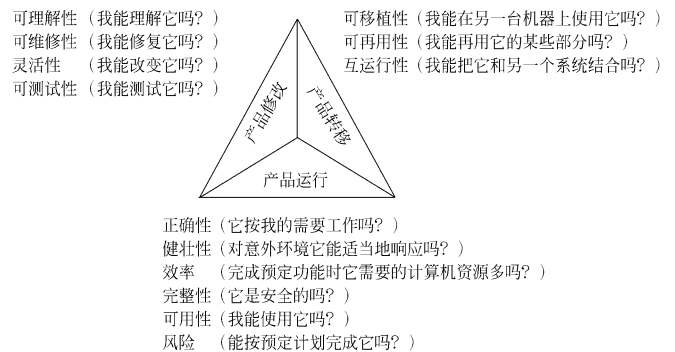 可理解性（我能理解它吗？）
可维修性（我能修复它吗？）
灵活性（我能改变它吗？）
可测试性（我能测试它吗？）
可移植性（我能在另一台机器上使用它吗？）
可再用性（我能再用它的某些部分吗？）
互运行性（我能把它和另一个系统结合吗？）
产品修改
产品转移
产品运行
正确性（它按我的需要工作吗？）
健壮性（对意外环境它能适当地响应吗？）
效率（完成预定功能时它需要的计算机资源多吗？）
完整性（它是安全的吗？）
可用性（我能使用它吗？）
风险（能按预定计划完成它吗？）